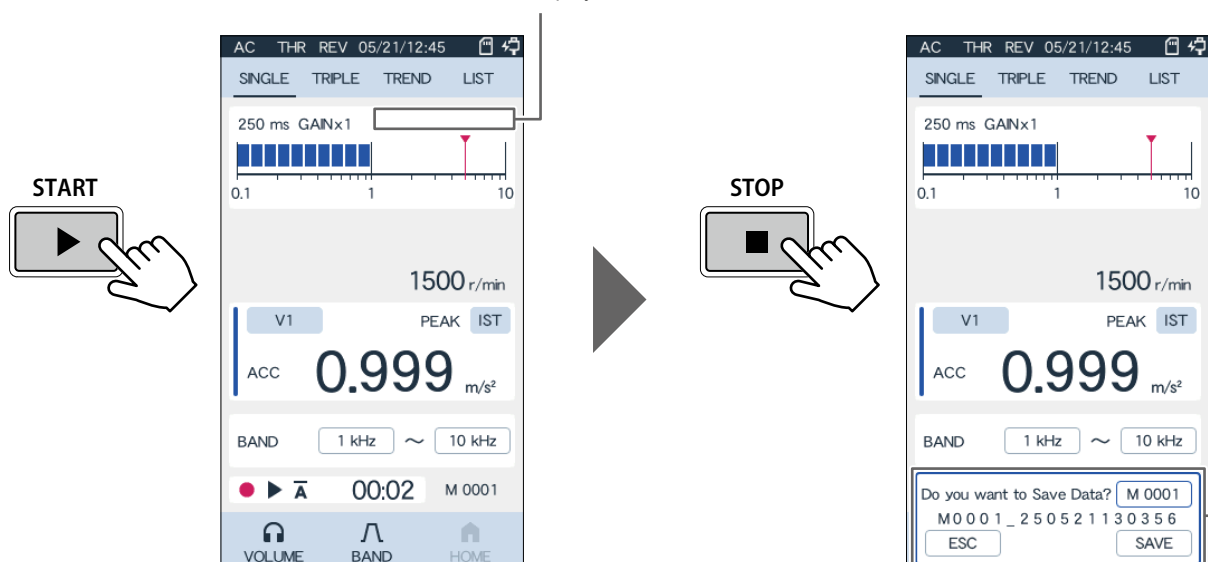 START
AC THR REV 05/21/12:45
SINGLE TRIPLE TREND LIST
250 ms GAIN×1
0.1 1 10
1500 r/min
V1 PEAK IST
ACC 0.999 m/s²
BAND 1 kHz ~ 10 kHz
A 00:02 M 0001
VOLUME BAND HOME
STOP
AC THR REV 05/21/12:45
SINGLE TRIPLE TREND LIST
250 ms GAIN×1
0.1 1 10
1500 r/min
V1 PEAK IST
ACC 0.999 m/s²
BAND 1 kHz ~ 10 kHz
Do you want to Save Data? M 0001
M0001_250521130356
ESC SAVE